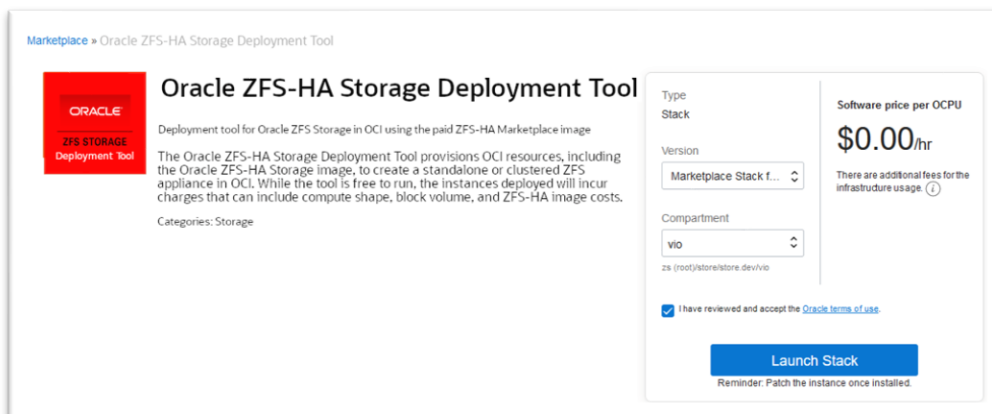 Marketplace » Oracle ZFS-HA Storage Deployment Tool
ORACLE
ZFS STORAGE
Deployment Tool
Oracle ZFS-HA Storage Deployment Tool
Deployment tool for Oracle ZFS Storage in OCI using the paid ZFS-HA Marketplace image
The Oracle ZFS-HA Storage Deployment Tool provisions OCI resources, including
the Oracle ZFS-HA Storage image, to create a standalone or clustered ZFS
appliance in OCI. While the tool is free to run, the instances deployed will incur
charges that can include compute shape, block volume, and ZFS-HA image costs.
Categories: Storage
Type
Stack
Version
Marketplace Stack f...
Compartment
vio
zs (root)/store/store.dev/vio
Software price per OCPU
$0.00/hr
There are additional fees for the
infrastructure usage. i
I have reviewed and accept the Oracle terms of use.
Launch Stack
Reminder: Patch the instance once installed.